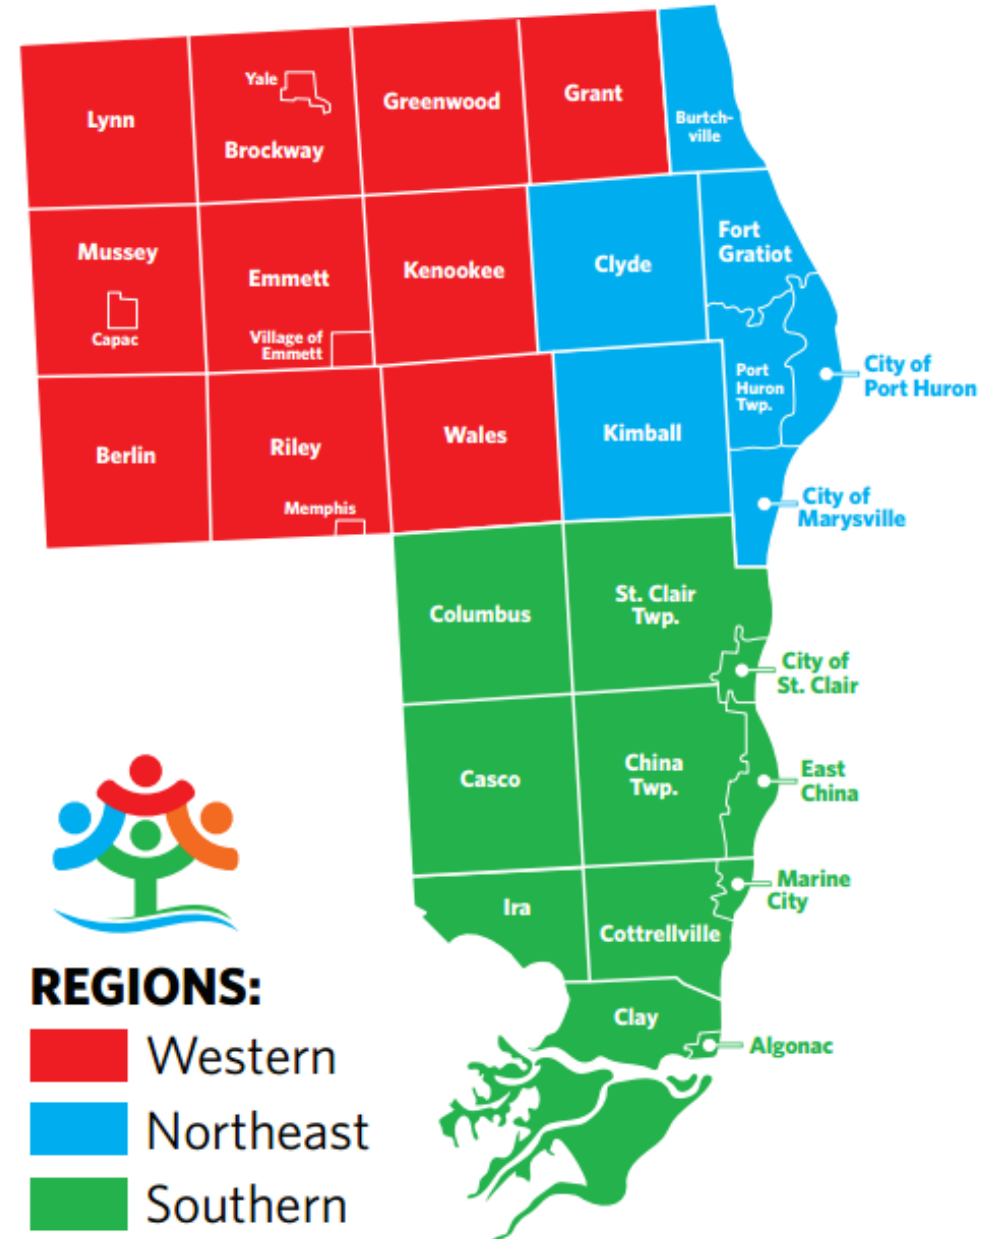 Lynn
Yale
Brockway
Greenwood
Grant
Burtch-
ville
Mussey
Capac
Emmett
Village of
Emmett
Kenookee
Clyde
Fort
Gratiot
Port
Huron
Twp.
City of
Port Huron
Berlin
Riley
Memphis
Wales
Kimball
City of
Marysville
Columbus
St. Clair
Twp.
City of
St. Clair
Casco
China
Twp.
East
China
Ira
Cottrellville
Marine
City
Clay
Algonac
REGIONS:
Western
Northeast
Southern